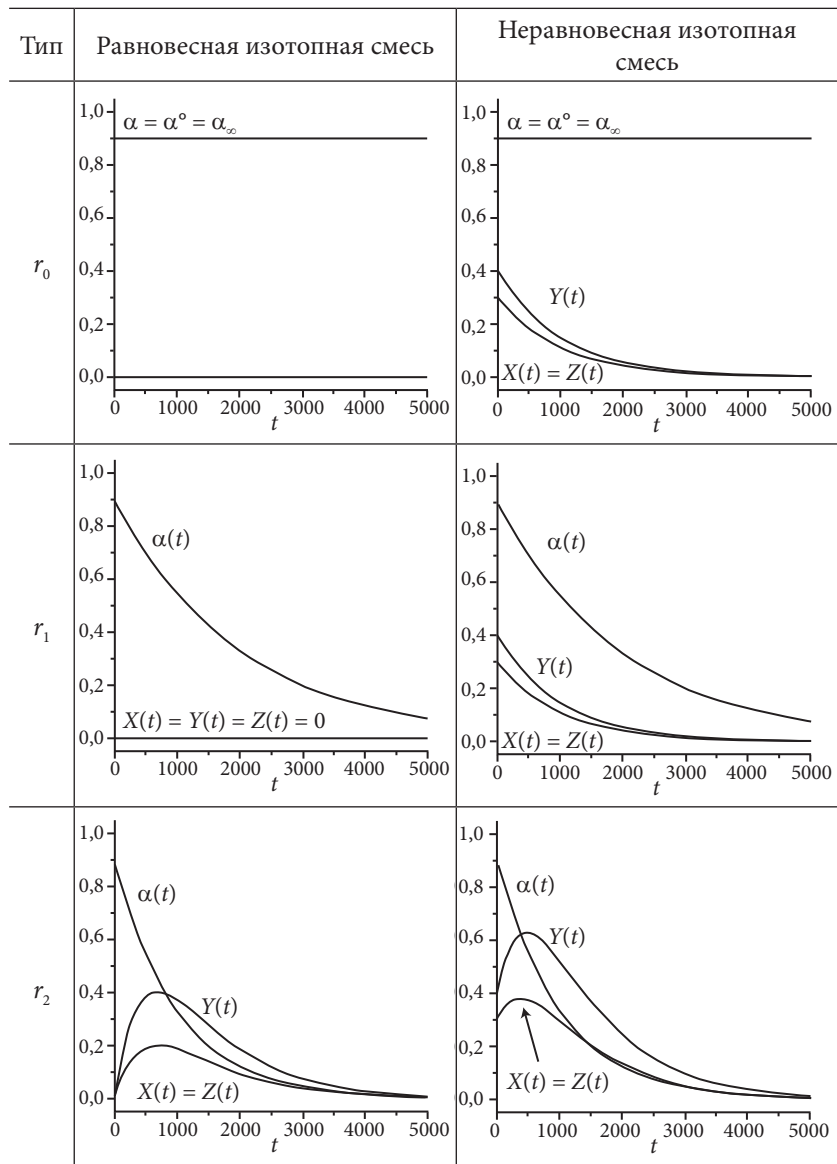 Тип
Равновесная изотопная смесь
Неравновесная изотопная
смесь
r₀
1,0
0,8
0,6
0,4
0,2
0,0
α = α° = α∞
0 1000 2000 3000 4000 5000
t
1,0
0,8
0,6
0,4
0,2
0,0
α = α° = α∞
Y(t)
X(t) = Z(t)
0 1000 2000 3000 4000 5000
t
r₁
1,0
0,8
0,6
0,4
0,2
0,0
α(t)
X(t) = Y(t) = Z(t) = 0
0 1000 2000 3000 4000 5000
t
1,0
0,8
0,6
0,4
0,2
0,0
α(t)
Y(t)
X(t) = Z(t)
0 1000 2000 3000 4000 5000
t
r₂
1,0
0,8
0,6
0,4
0,2
0,0
α(t)
Y(t)
X(t) = Z(t)
0 1000 2000 3000 4000 5000
t
1,0
0,8
0,6
0,4
0,2
0,0
α(t)
Y(t)
X(t) = Z(t)
0 1000 2000 3000 4000 5000
t